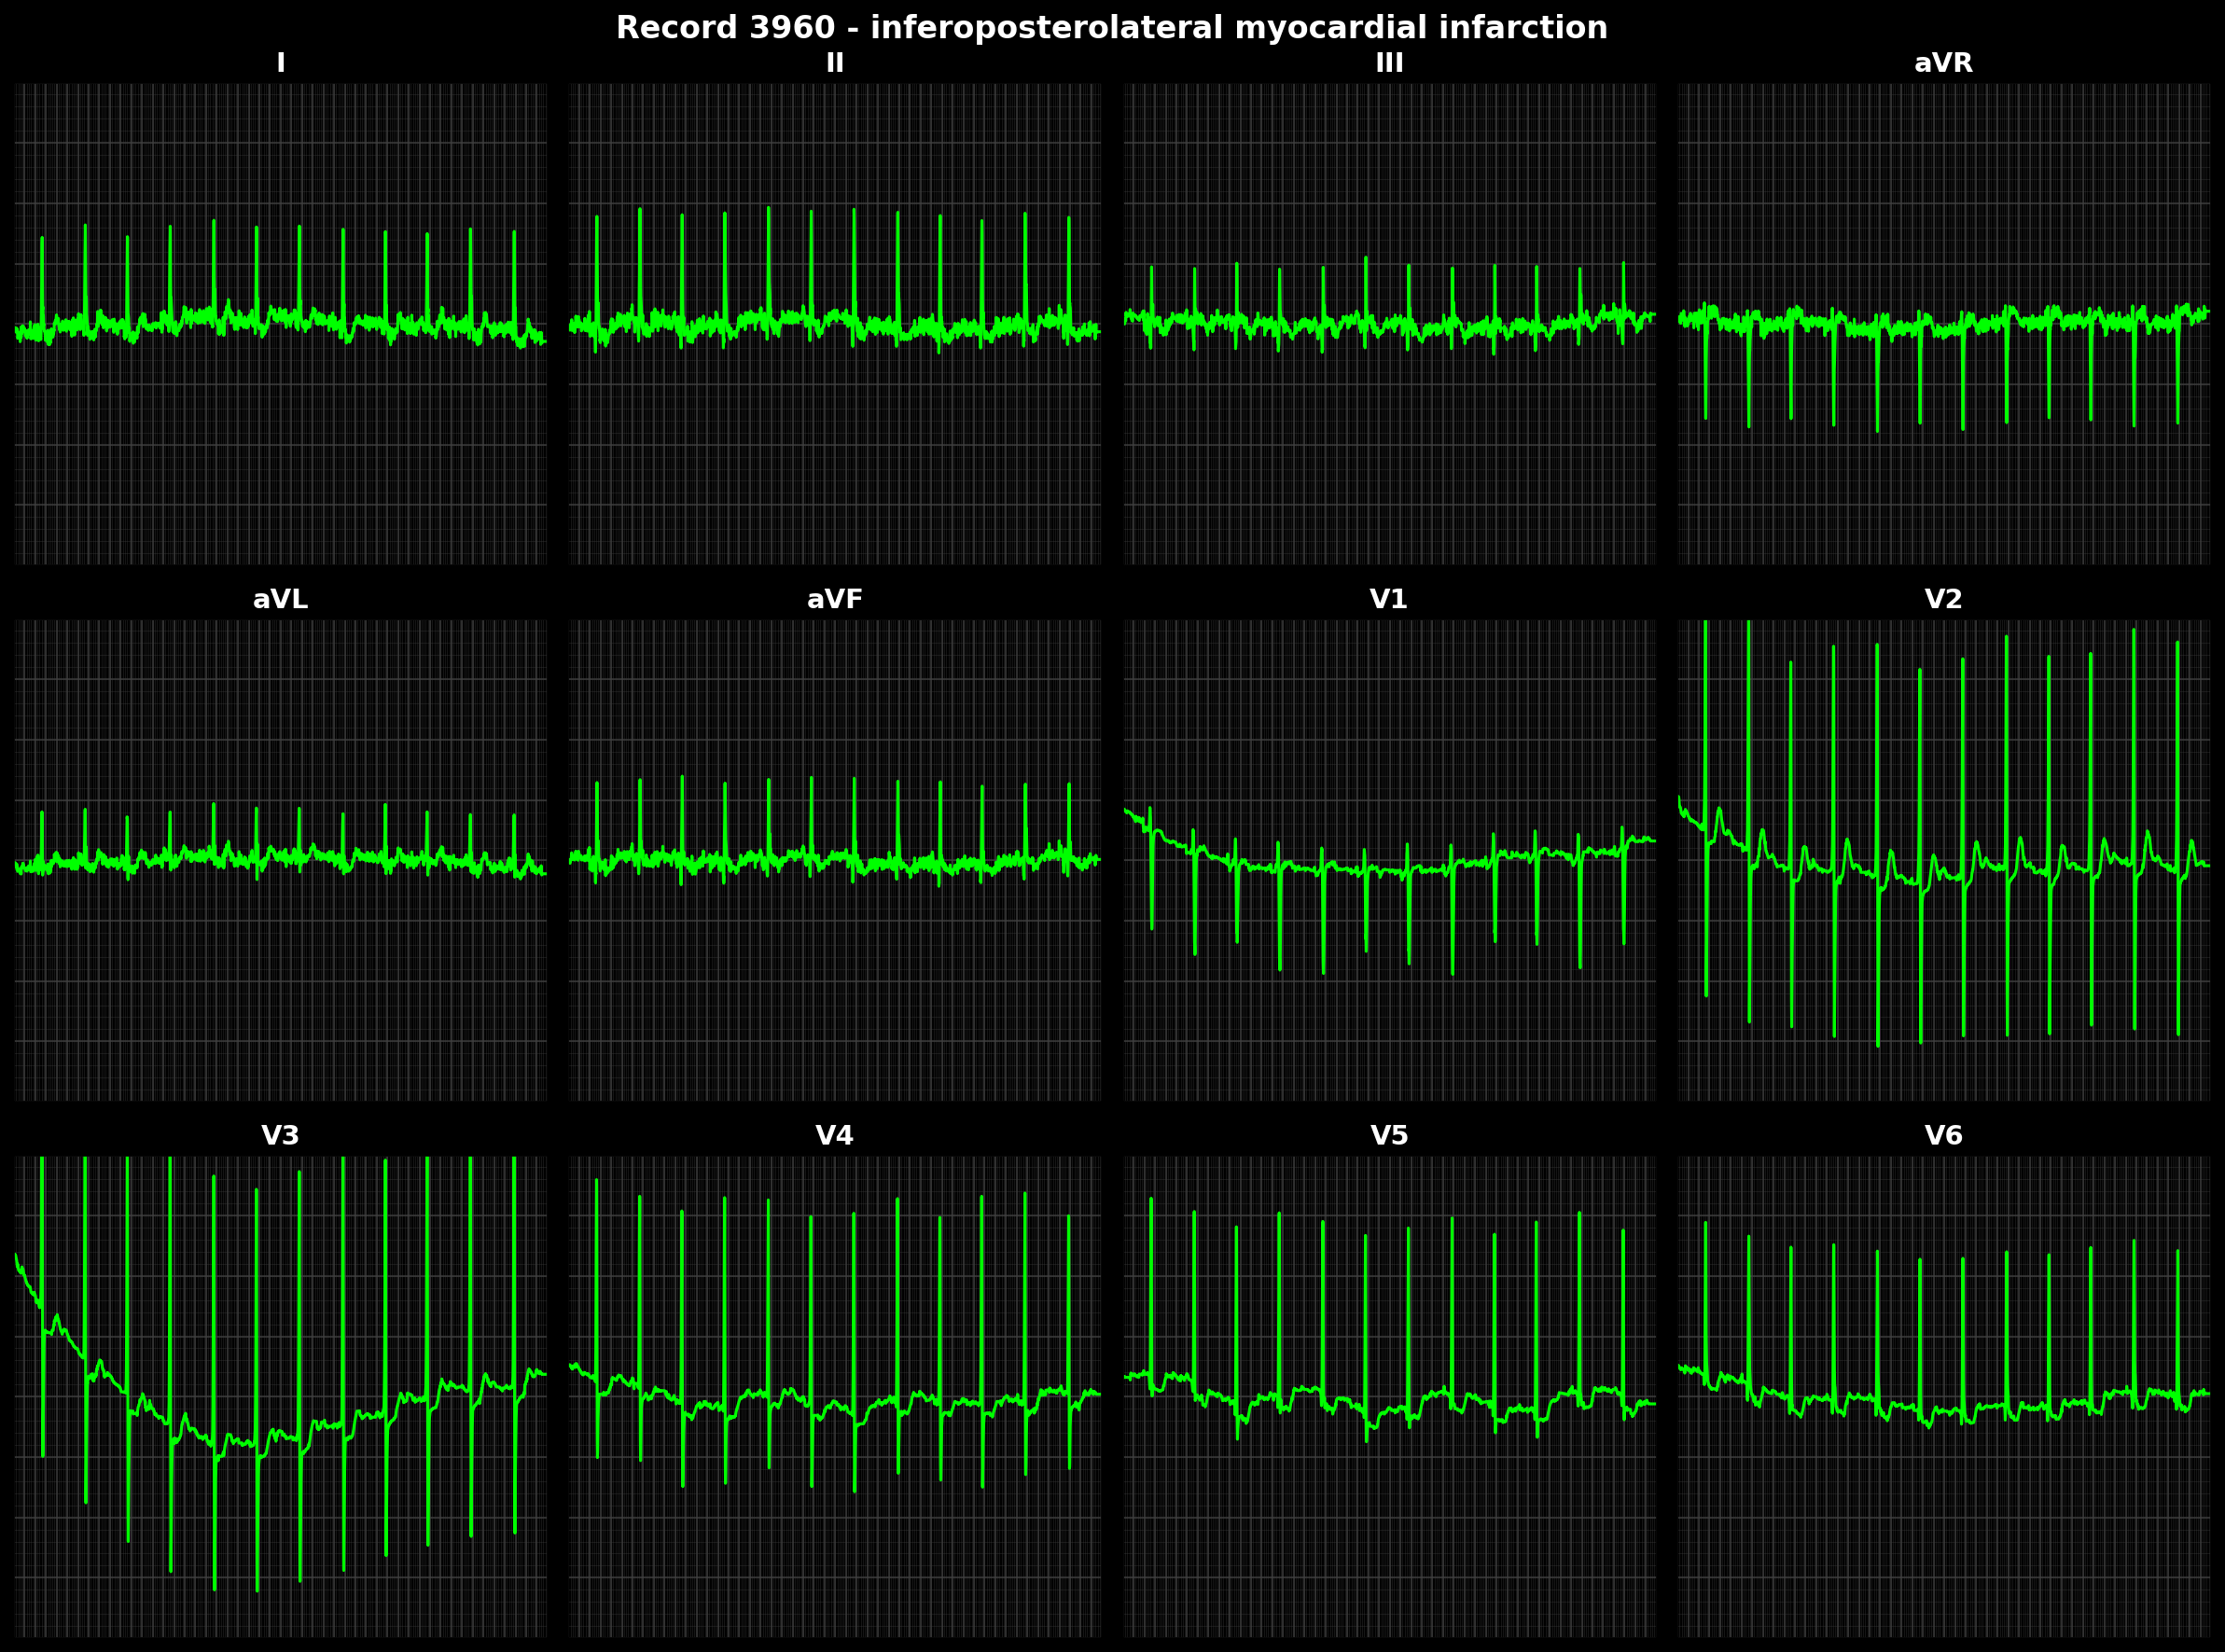 Record 3960 - inferoposterolateral myocardial infarction
I II III aVR
aVL aVF V1 V2
V3 V4 V5 V6